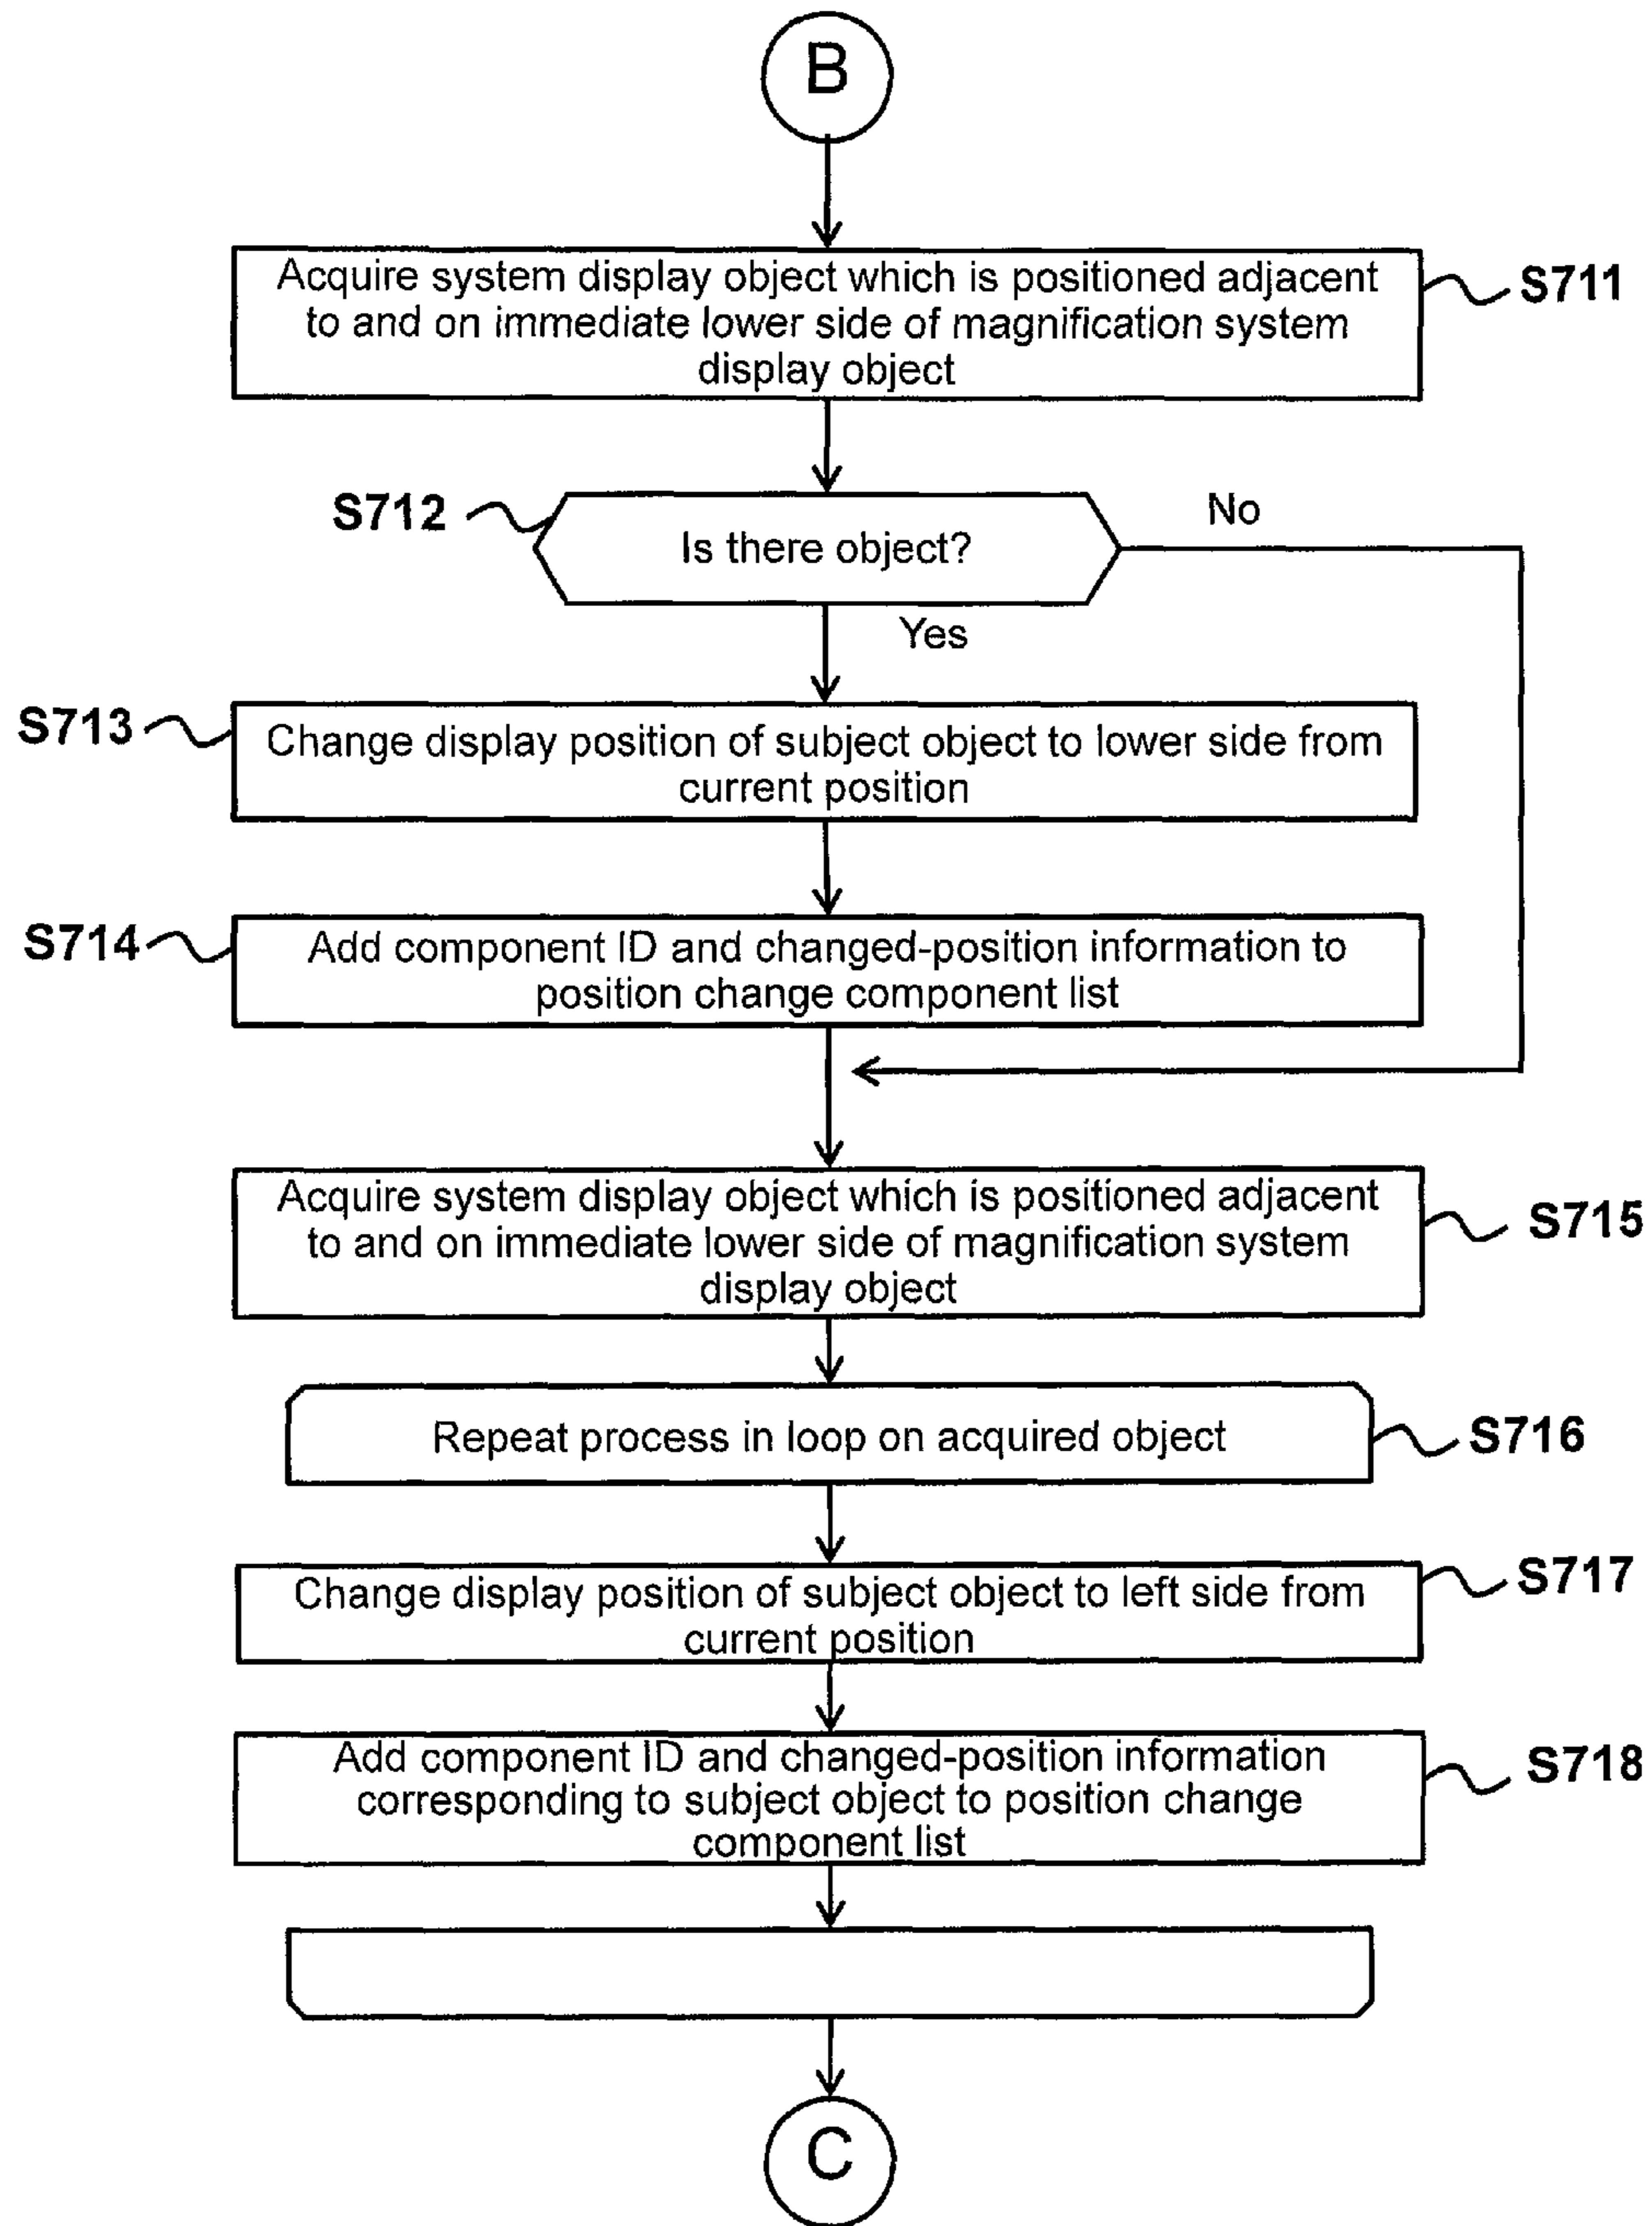 B
Acquire system display object which is positioned adjacent
to and on immediate lower side of magnification system
display object
S711
S712
Is there object?
No
Yes
S713
Change display position of subject object to lower side from
current position
S714
Add component ID and changed-position information to
position change component list
Acquire system display object which is positioned adjacent
to and on immediate lower side of magnification system
display object
S715
Repeat process in loop on acquired object
S716
Change display position of subject object to left side from
current position
S717
Add component ID and changed-position information
corresponding to subject object to position change
component list
S718
C